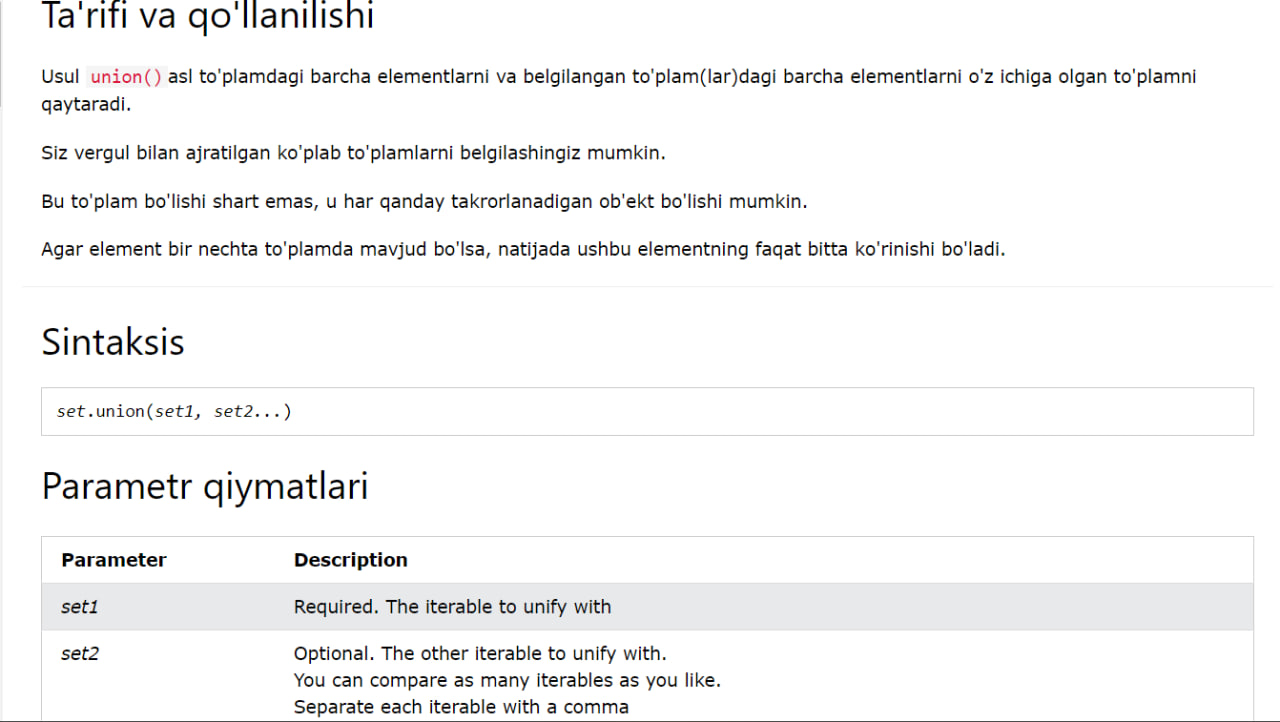 Ta'rifi va qo'llanilishi
Usul union() asl to'plamdagi barcha elementlarni va belgilangan to'plam(lar)dagi barcha elementlarni o'z ichiga olgan to'plamni
qaytaradi.
Siz vergul bilan ajratilgan ko'plab to'plamlarni belgilashingiz mumkin.
Bu to'plam bo'lishi shart emas, u har qanday takrorlanadigan ob'ekt bo'lishi mumkin.
Agar element bir nechta to'plamda mavjud bo'lsa, natijada ushbu elementning faqat bitta ko'rinishi bo'ladi.
Sintaksis
set.union(set1, set2...)
Parametr qiymatlari
Parameter Description
set1 Required. The iterable to unify with
set2 Optional. The other iterable to unify with.
You can compare as many iterables as you like.
Separate each iterable with a comma